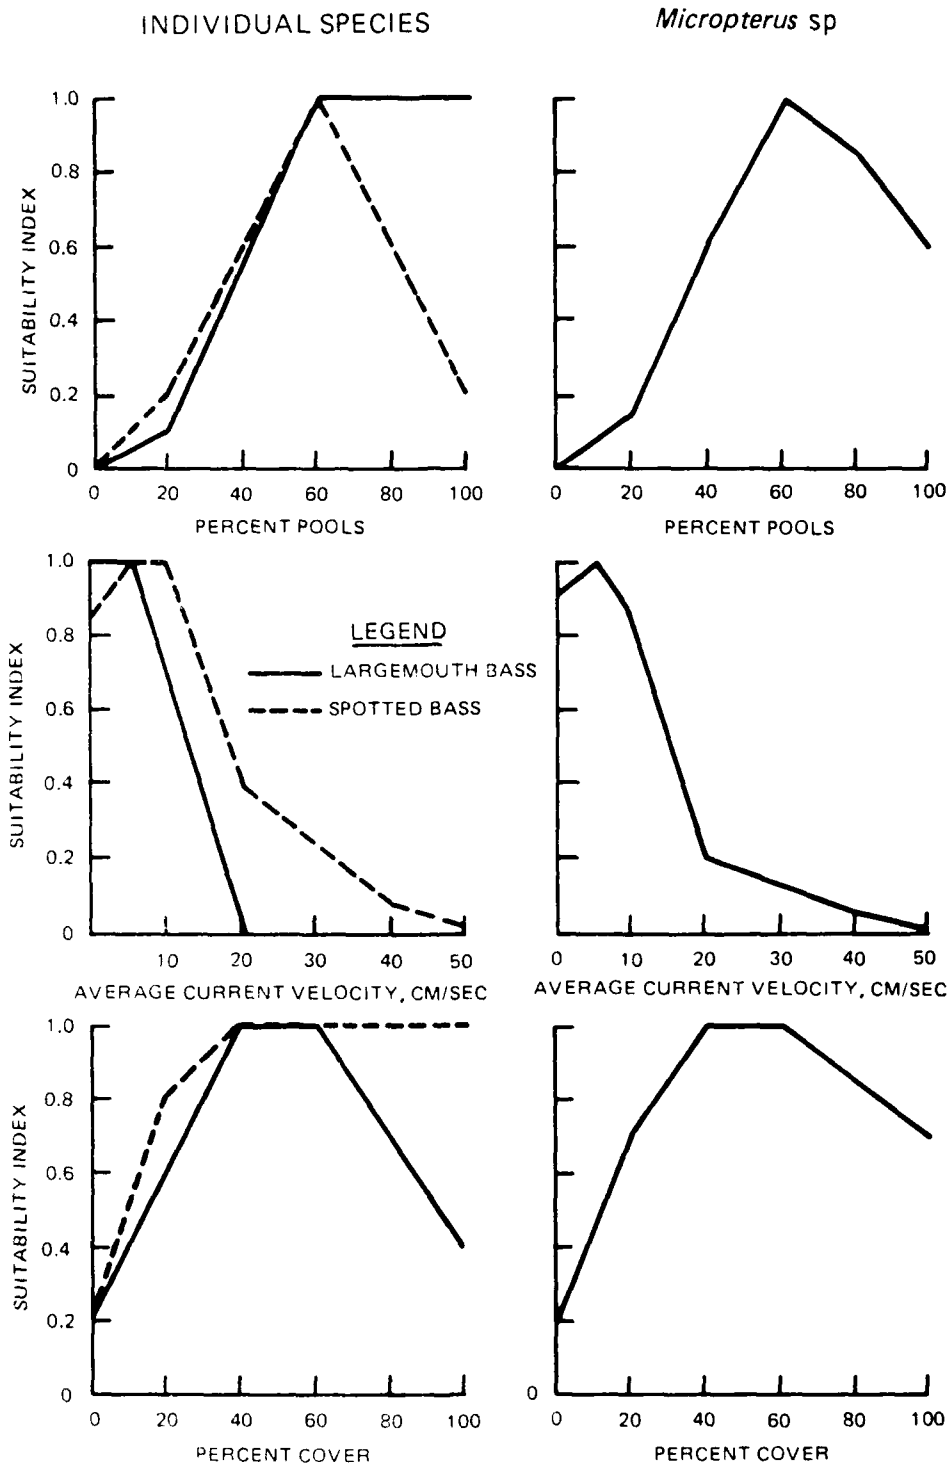 INDIVIDUAL SPECIES
Micropterus sp
SUITABILITY INDEX
1.0
0.8
0.6
0.4
0.2
0
0 20 40 60 80 100
PERCENT POOLS
0 20 40 60 80 100
PERCENT POOLS
SUITABILITY INDEX
1.0
0.8
0.6
0.4
0.2
0
LEGEND
LARGEMOUTH BASS
SPOTTED BASS
10 20 30 40 50
AVERAGE CURRENT VELOCITY, CM/SEC
0 10 20 30 40 50
AVERAGE CURRENT VELOCITY, CM/SEC
SUITABILITY INDEX
1.0
0.8
0.6
0.4
0.2
0
0 20 40 60 80 100
PERCENT COVER
0
0 20 40 60 80 100
PERCENT COVER